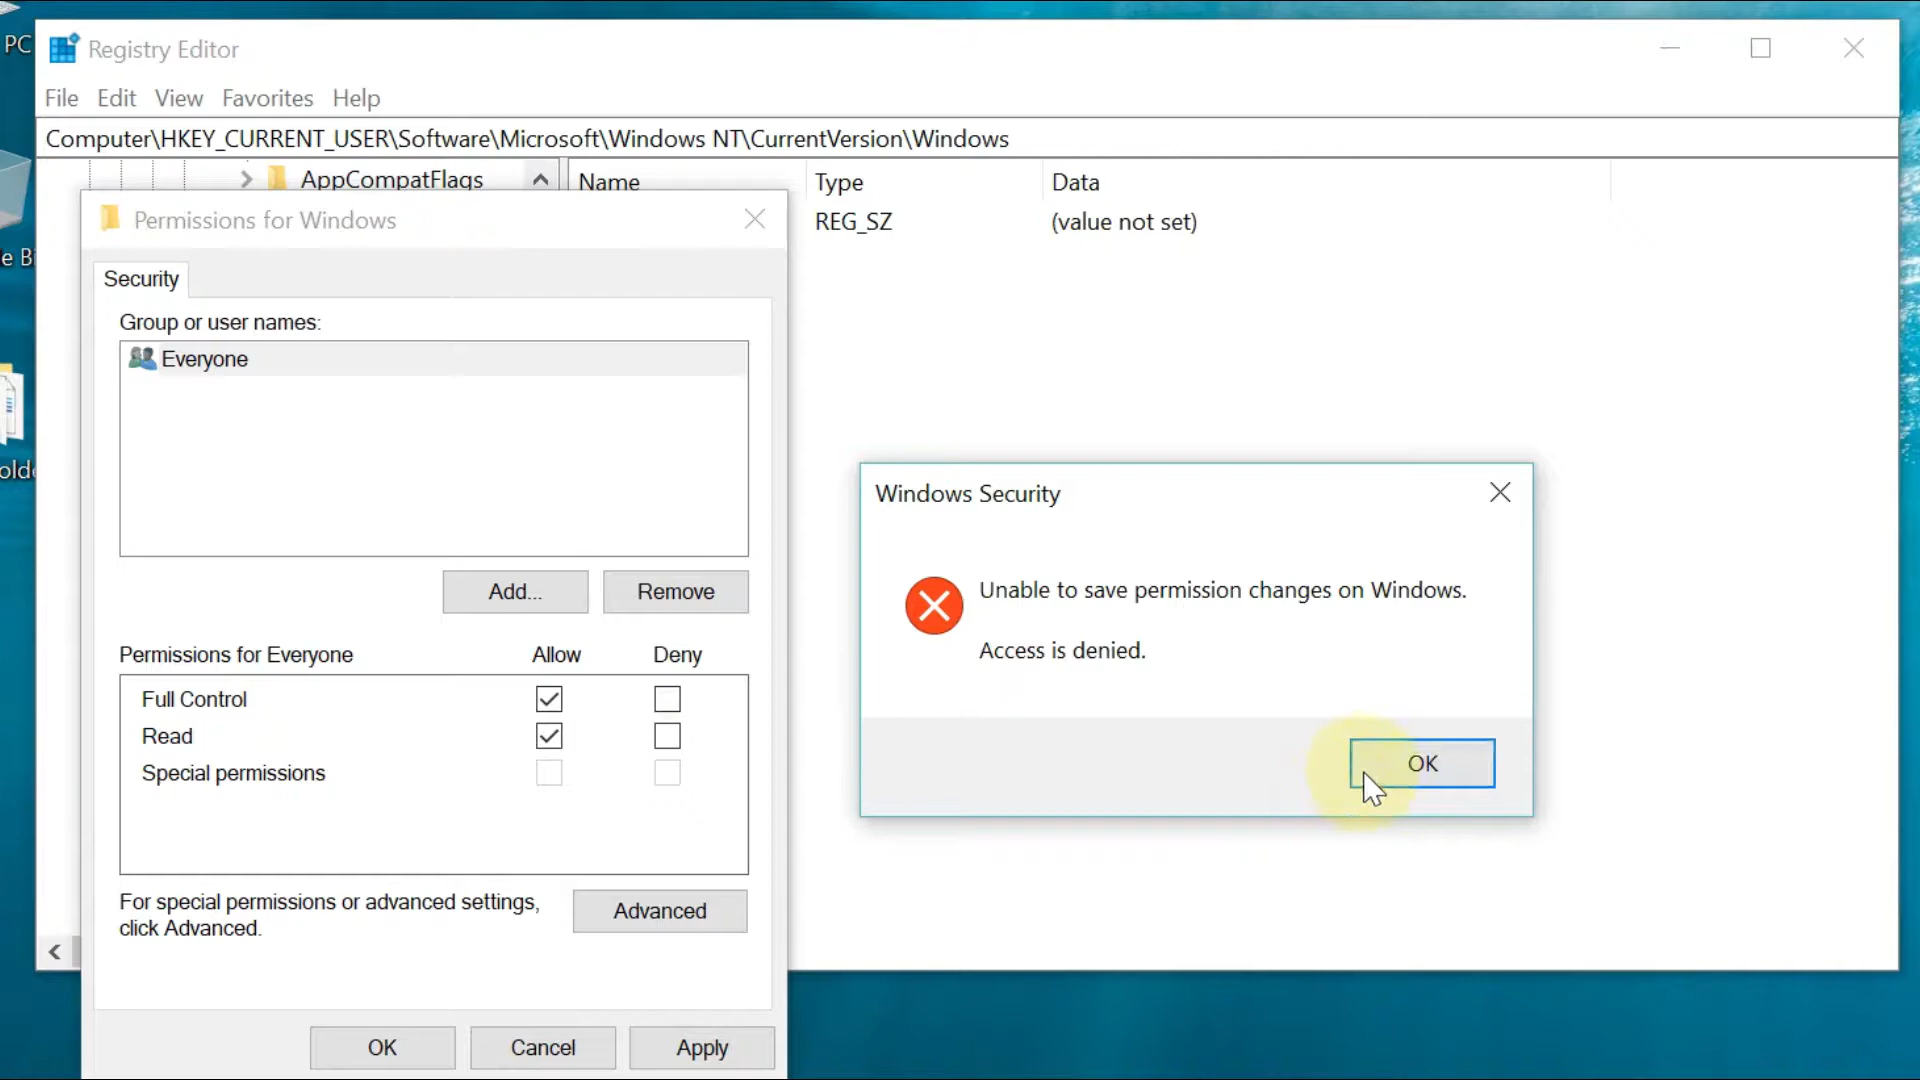 PC
Registry Editor
File Edit View Favorites Help
Computer\HKEY_CURRENT_USER\Software\Microsoft\Windows NT\CurrentVersion\Windows
AppCompatFlags
Name Type Data
REG_SZ (value not set)
Permissions for Windows
e Bi
Security
Group or user names:
Everyone
olde
Add... Remove
Permissions for Everyone Allow Deny
Full Control
Read
Special permissions
For special permissions or advanced settings,
click Advanced.
Advanced
OK Cancel Apply
Windows Security
Unable to save permission changes on Windows.
Access is denied.
OK